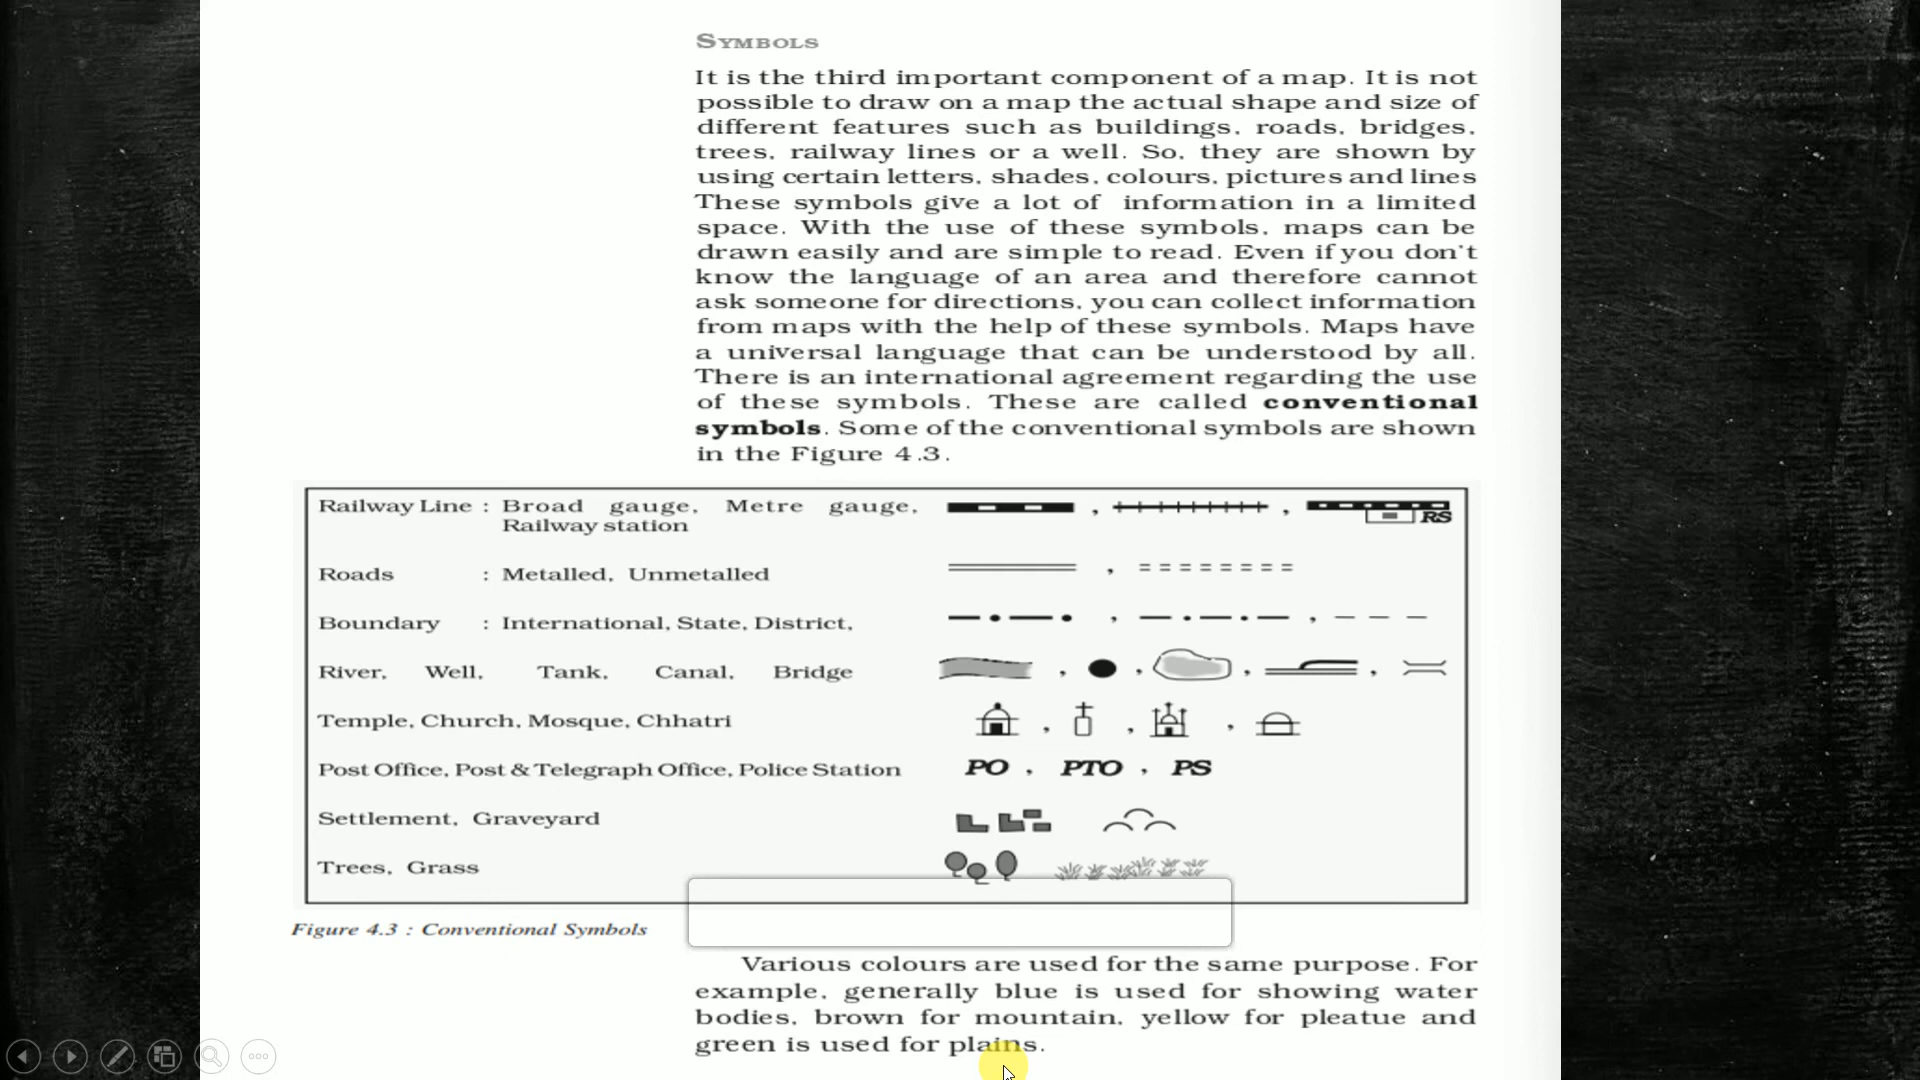 SYMBOLS
It is the third important component of a map. It is not
possible to draw on a map the actual shape and size of
different features such as buildings, roads, bridges,
trees, railway lines or a well. So, they are shown by
using certain letters, shades, colours, pictures and lines
These symbols give a lot of information in a limited
space. With the use of these symbols, maps can be
drawn easily and are simple to read. Even if you don't
know the language of an area and therefore cannot
ask someone for directions, you can collect information
from maps with the help of these symbols. Maps have
a universal language that can be understood by all.
There is an international agreement regarding the use
of these symbols. These are called conventional
symbols. Some of the conventional symbols are shown
in the Figure 4.3.
Railway Line : Broad gauge, Metre gauge, , ,
Railway station RS
Roads : Metalled, Unmetalled ,
Boundary : International, State, District, , ,
River, Well, Tank, Canal, Bridge , , , ,
Temple, Church, Mosque, Chhatri , , ,
Post Office, Post & Telegraph Office, Police Station PO , PTO , PS
Settlement, Graveyard
Trees, Grass
Figure 4.3 : Conventional Symbols
Various colours are used for the same purpose. For
example, generally blue is used for showing water
bodies, brown for mountain, yellow for pleatue and
green is used for plains.